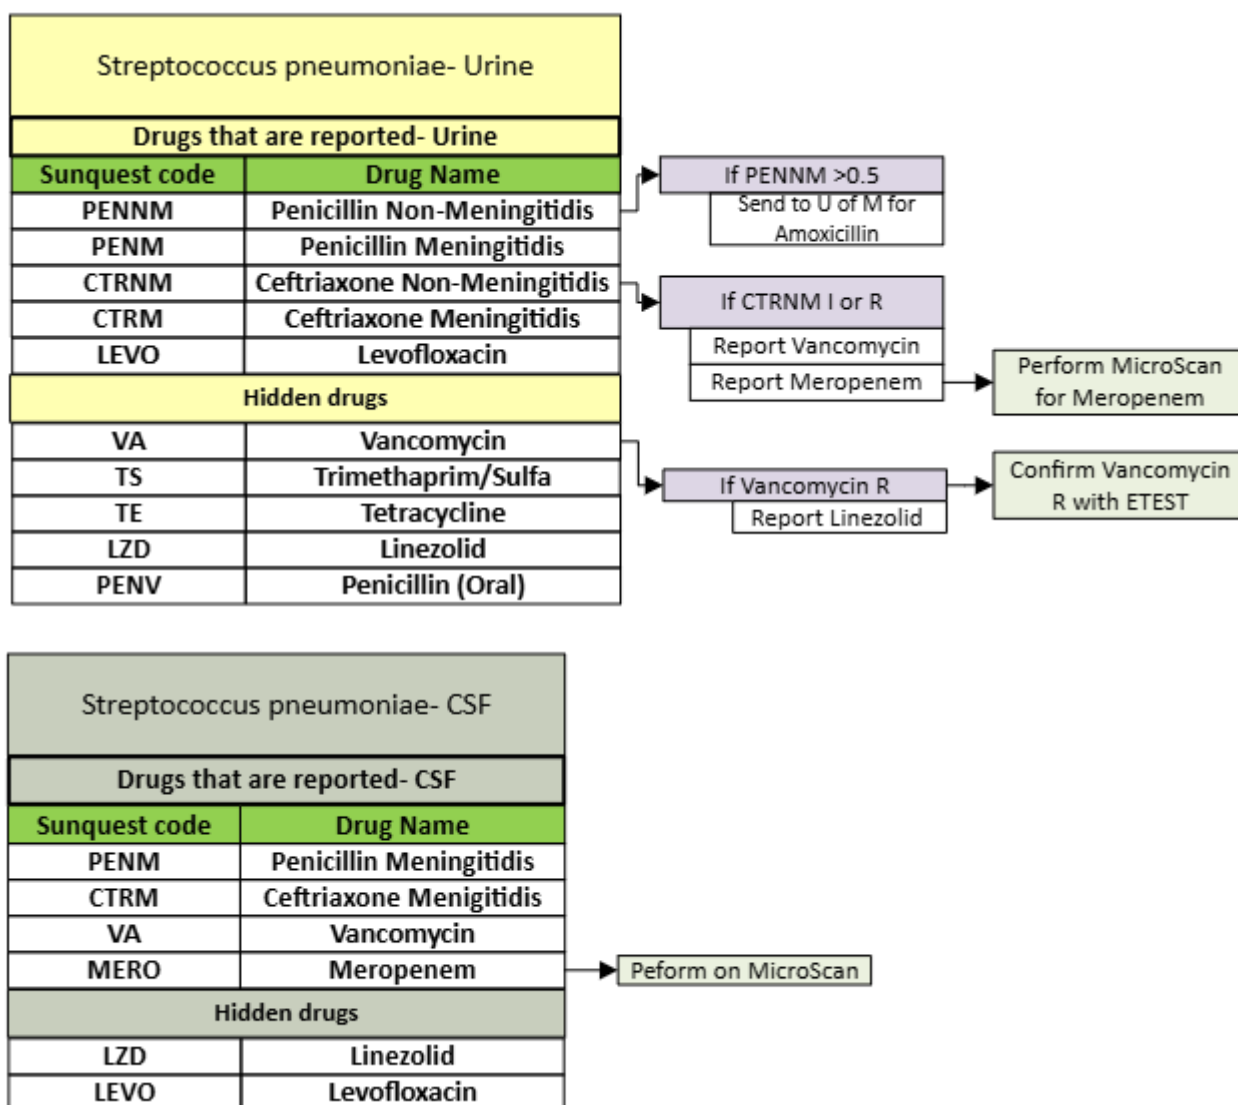 Streptococcus pneumoniae- Urine
Drugs that are reported- Urine
Sunquest code Drug Name
PENNM Penicillin Non-Meningitidis
PENM Penicillin Meningitidis
CTRNM Ceftriaxone Non-Meningitidis
CTRM Ceftriaxone Meningitidis
LEVO Levofloxacin
Hidden drugs
VA Vancomycin
TS Trimethaprim/Sulfa
TE Tetracycline
LZD Linezolid
PENV Penicillin (Oral)
If PENNM >0.5
Send to U of M for
Amoxicillin
If CTRNM I or R
Report Vancomycin
Report Meropenem
Perform MicroScan
for Meropenem
If Vancomycin R
Report Linezolid
Confirm Vancomycin
R with ETEST
Streptococcus pneumoniae- CSF
Drugs that are reported- CSF
Sunquest code Drug Name
PENM Penicillin Meningitidis
CTRM Ceftriaxone Menigitidis
VA Vancomycin
MERO Meropenem
Peform on MicroScan
Hidden drugs
LZD Linezolid
LEVO Levofloxacin